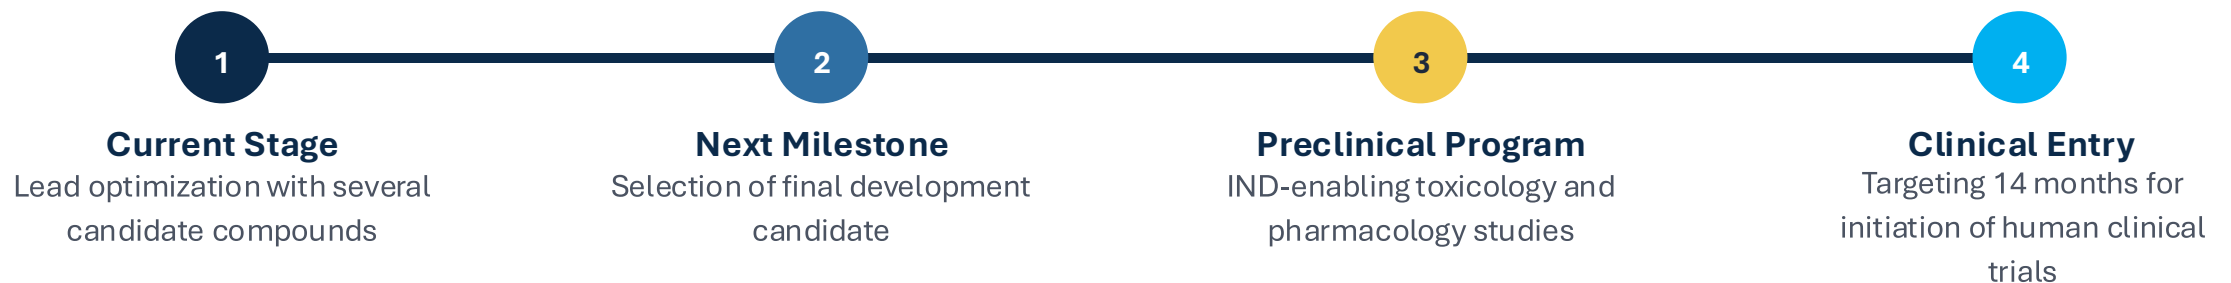 1
2
3
4
Current Stage
Lead optimization with several
candidate compounds
Next Milestone
Selection of final development
candidate
Preclinical Program
IND-enabling toxicology and
pharmacology studies
Clinical Entry
Targeting 14 months for
initiation of human clinical
trials